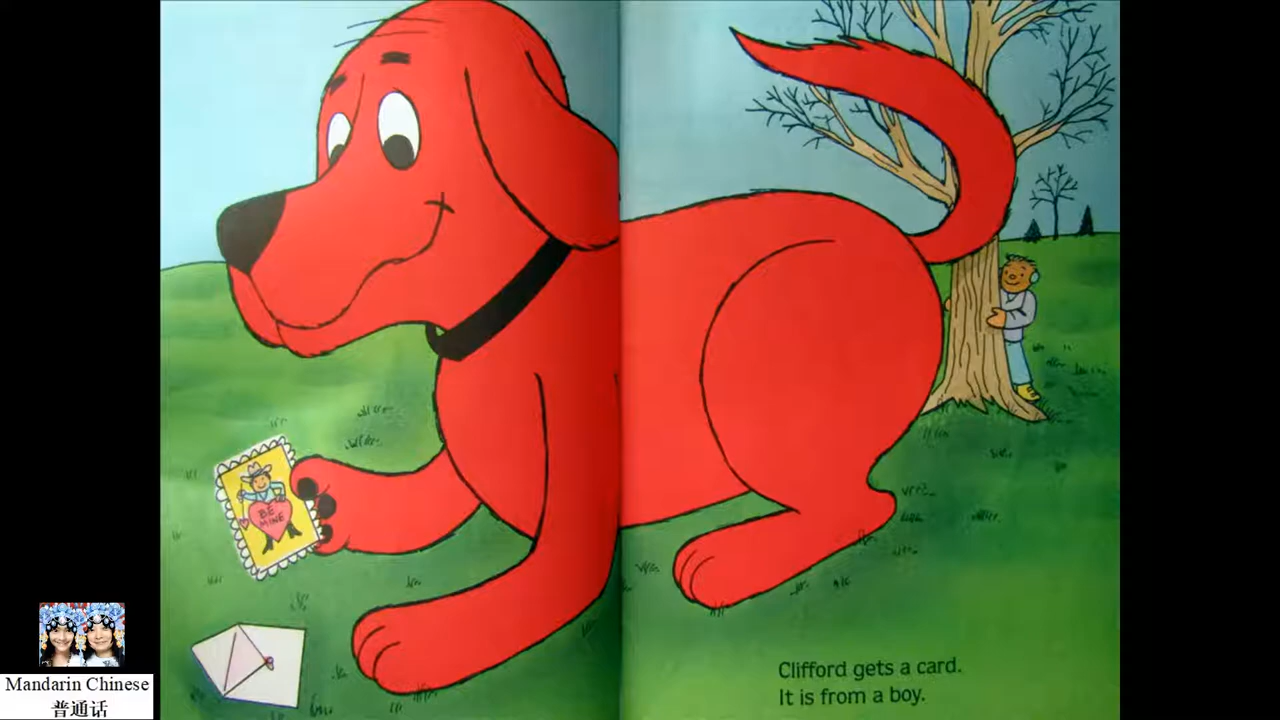 BE
MINE
Clifford gets a card.
It is from a boy.
Mandarin Chinese
普通话